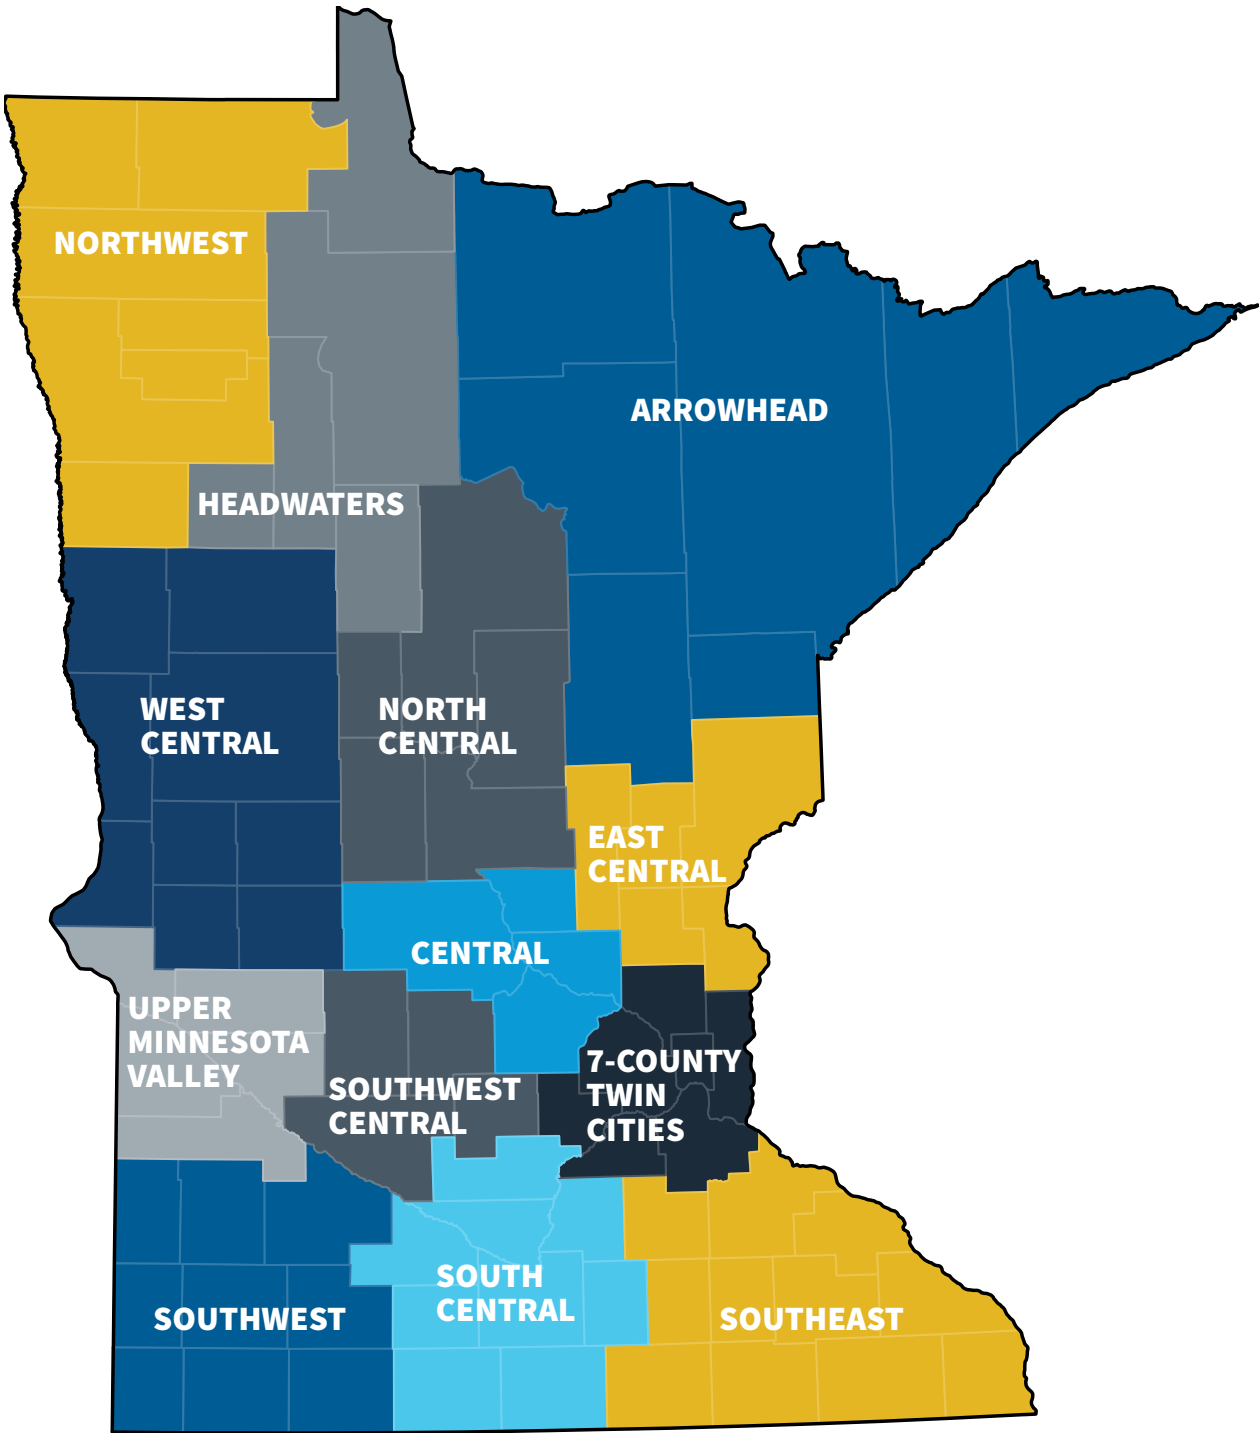 NORTHWEST
ARROWHEAD
HEADWATERS
WEST
CENTRAL
NORTH
CENTRAL
EAST
CENTRAL
CENTRAL
UPPER
MINNESOTA
VALLEY
SOUTHWEST
CENTRAL
7-COUNTY
TWIN
CITIES
SOUTHWEST
SOUTH
CENTRAL
SOUTHEAST